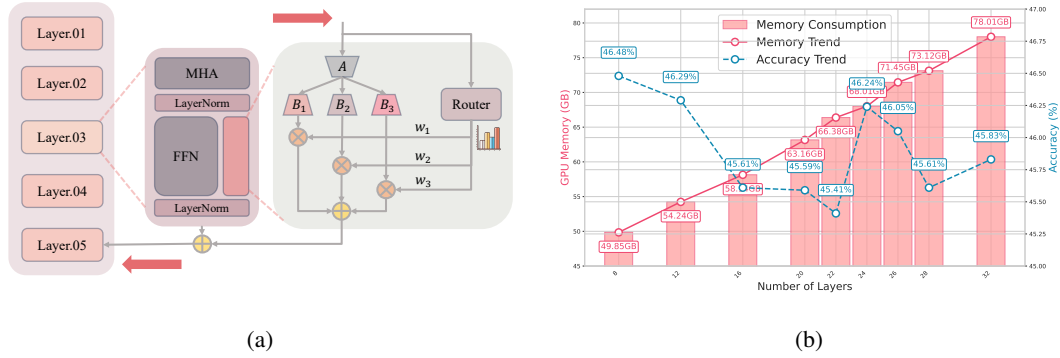 Layer.01
Layer.02
Layer.03
Layer.04
Layer.05
MHA
LayerNorm
FFN
LayerNorm
A
B1
B2
B3
Router
w1
w2
w3
(a)
Memory Consumption
Memory Trend
Accuracy Trend
GPU Memory (GB)
80
75
70
65
60
55
50
45
46.48%
46.29%
45.61%
45.59%
45.41%
46.24%
46.05%
45.61%
45.83%
49.85GB
54.24GB
63.16GB
66.38GB
68.01GB
71.45GB
73.12GB
78.01GB
8
12
16
20
22
24
26
28
32
Number of Layers
47.00
46.75
46.50
46.25
46.00
45.75
45.50
45.25
45.00
Accuracy (%)
(b)